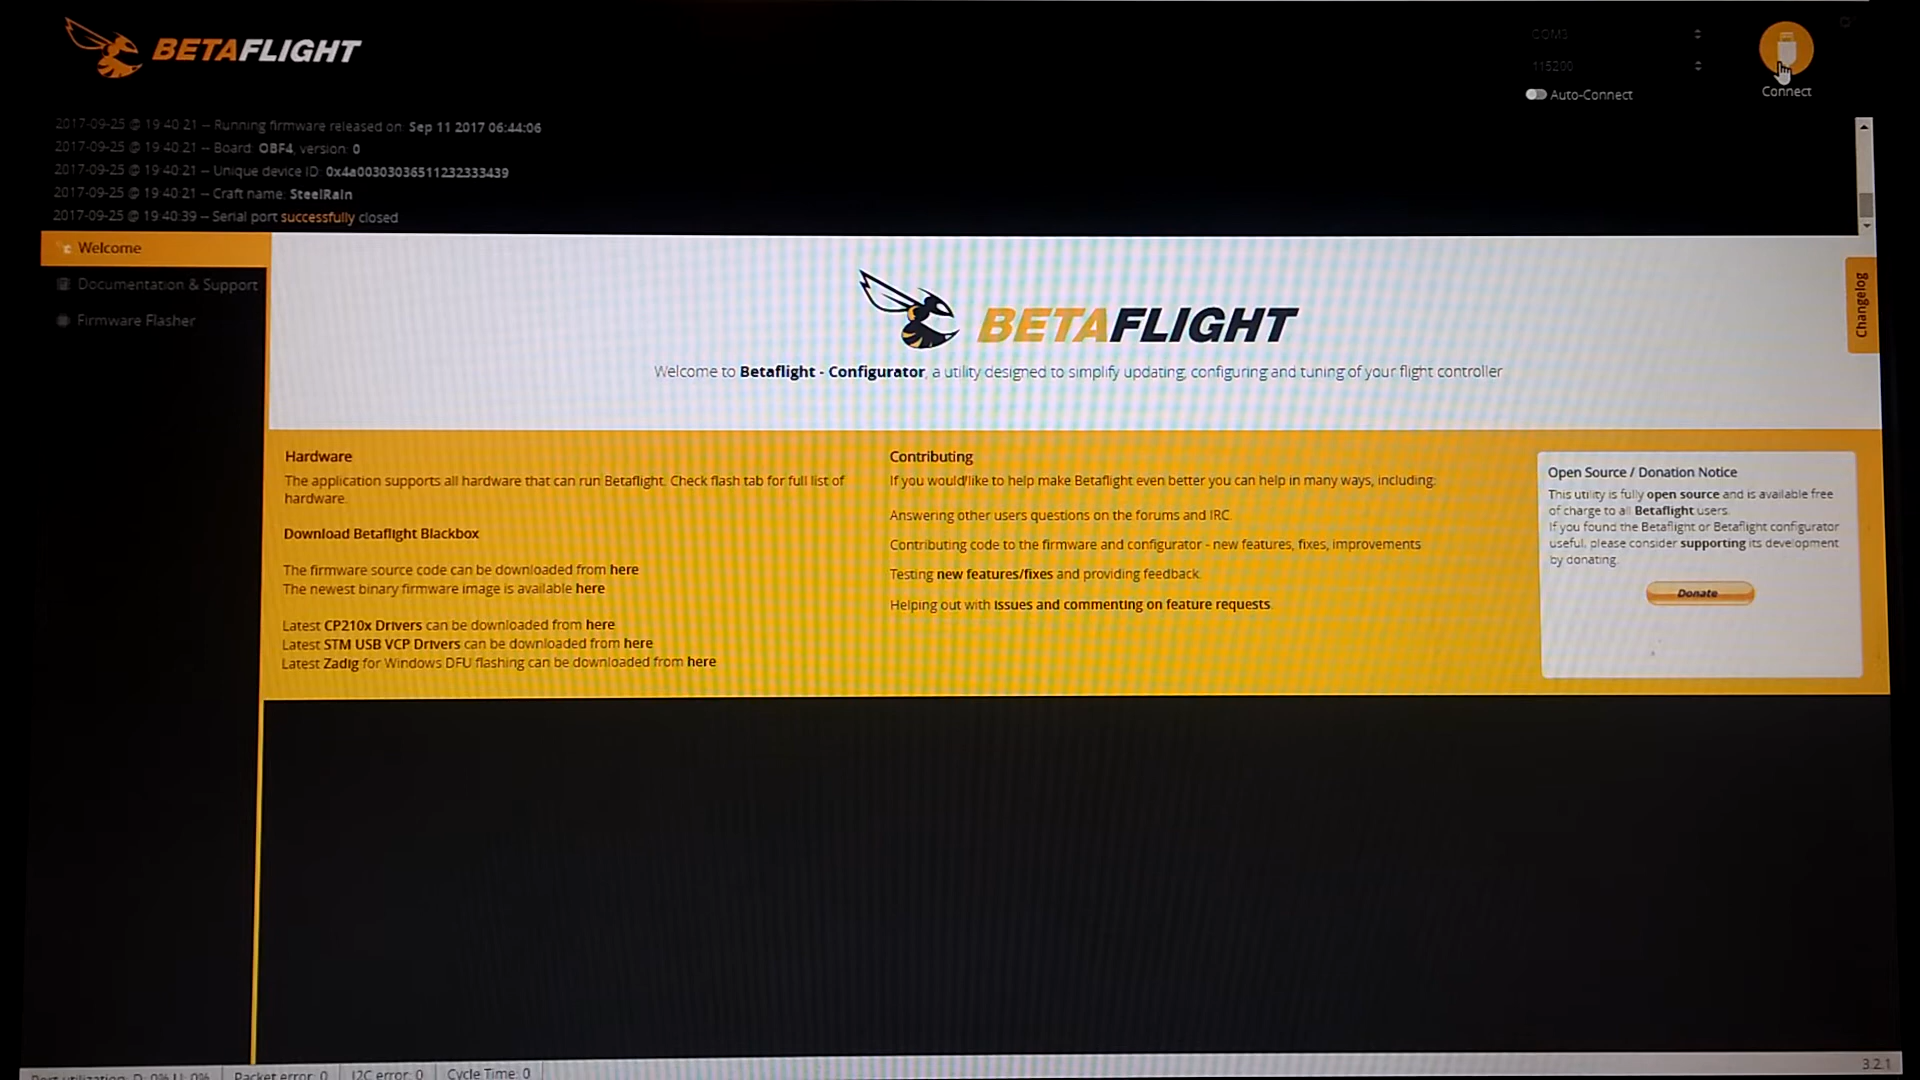 BETAFLIGHT
COM3
115200
Auto-Connect
Connect
2017-09-25 @ 19:40:21 -- Running firmware released on: Sep 11 2017 06:44:06
2017-09-25 @ 19:40:21 -- Board: OBF4, version: 0
2017-09-25 @ 19:40:21 -- Unique device ID: 0x4a00303036511232333439
2017-09-25 @ 19:40:21 -- Craft name: SteelRain
2017-09-25 @ 19:40:39 -- Serial port successfully closed
Welcome
Documentation & Support
Firmware Flasher
Changelog
BETAFLIGHT
Welcome to Betaflight - Configurator, a utility designed to simplify updating, configuring and tuning of your flight controller
Hardware
The application supports all hardware that can run Betaflight. Check flash tab for full list of
hardware.
Download Betaflight Blackbox
The firmware source code can be downloaded from here
The newest binary firmware image is available here
Latest CP210x Drivers can be downloaded from here
Latest STM USB VCP Drivers can be downloaded from here
Latest Zadig for Windows DFU flashing can be downloaded from here
Contributing
If you would like to help make Betaflight even better you can help in many ways, including:
Answering other users questions on the forums and IRC.
Contributing code to the firmware and configurator - new features, fixes, improvements
Testing new features/fixes and providing feedback.
Helping out with issues and commenting on feature requests.
Open Source / Donation Notice
This utility is fully open source and is available free
of charge to all Betaflight users.
If you found the Betaflight or Betaflight configurator
useful, please consider supporting its development
by donating.
Donate
Port utilization: D: 0% U: 0%
Packet error: 0
I2C error: 0
Cycle Time: 0
3.2.1